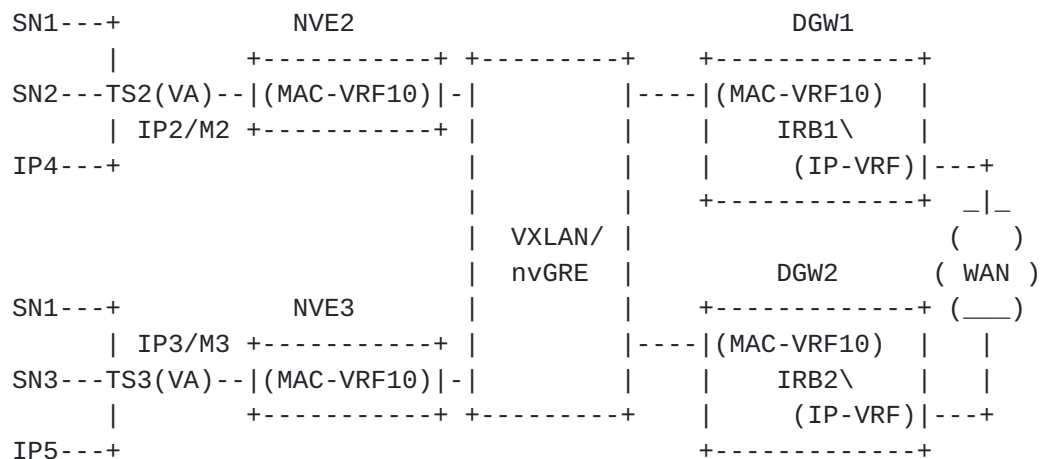 SN1---+              NVE2                            DGW1
      |        +-----------+ +---------+    +-------------+
SN2---TS2(VA)--|(MAC-VRF10)|-|         |----|(MAC-VRF10)  |
      | IP2/M2 +-----------+ |         |    |    IRB1\    |
IP4---+                      |         |    |     (IP-VRF)|---+
                             |         |    +-------------+  _|_
                             |  VXLAN/ |                    (   )
                             |  nvGRE  |         DGW2      ( WAN )
SN1---+           NVE3       |         |    +-------------+ (___)
      | IP3/M3 +-----------+ |         |----|(MAC-VRF10)  |   |
SN3---TS3(VA)--|(MAC-VRF10)|-|         |    |    IRB2\    |   |
      |        +-----------+ +---------+    |     (IP-VRF)|---+
IP5---+                                     +-------------+